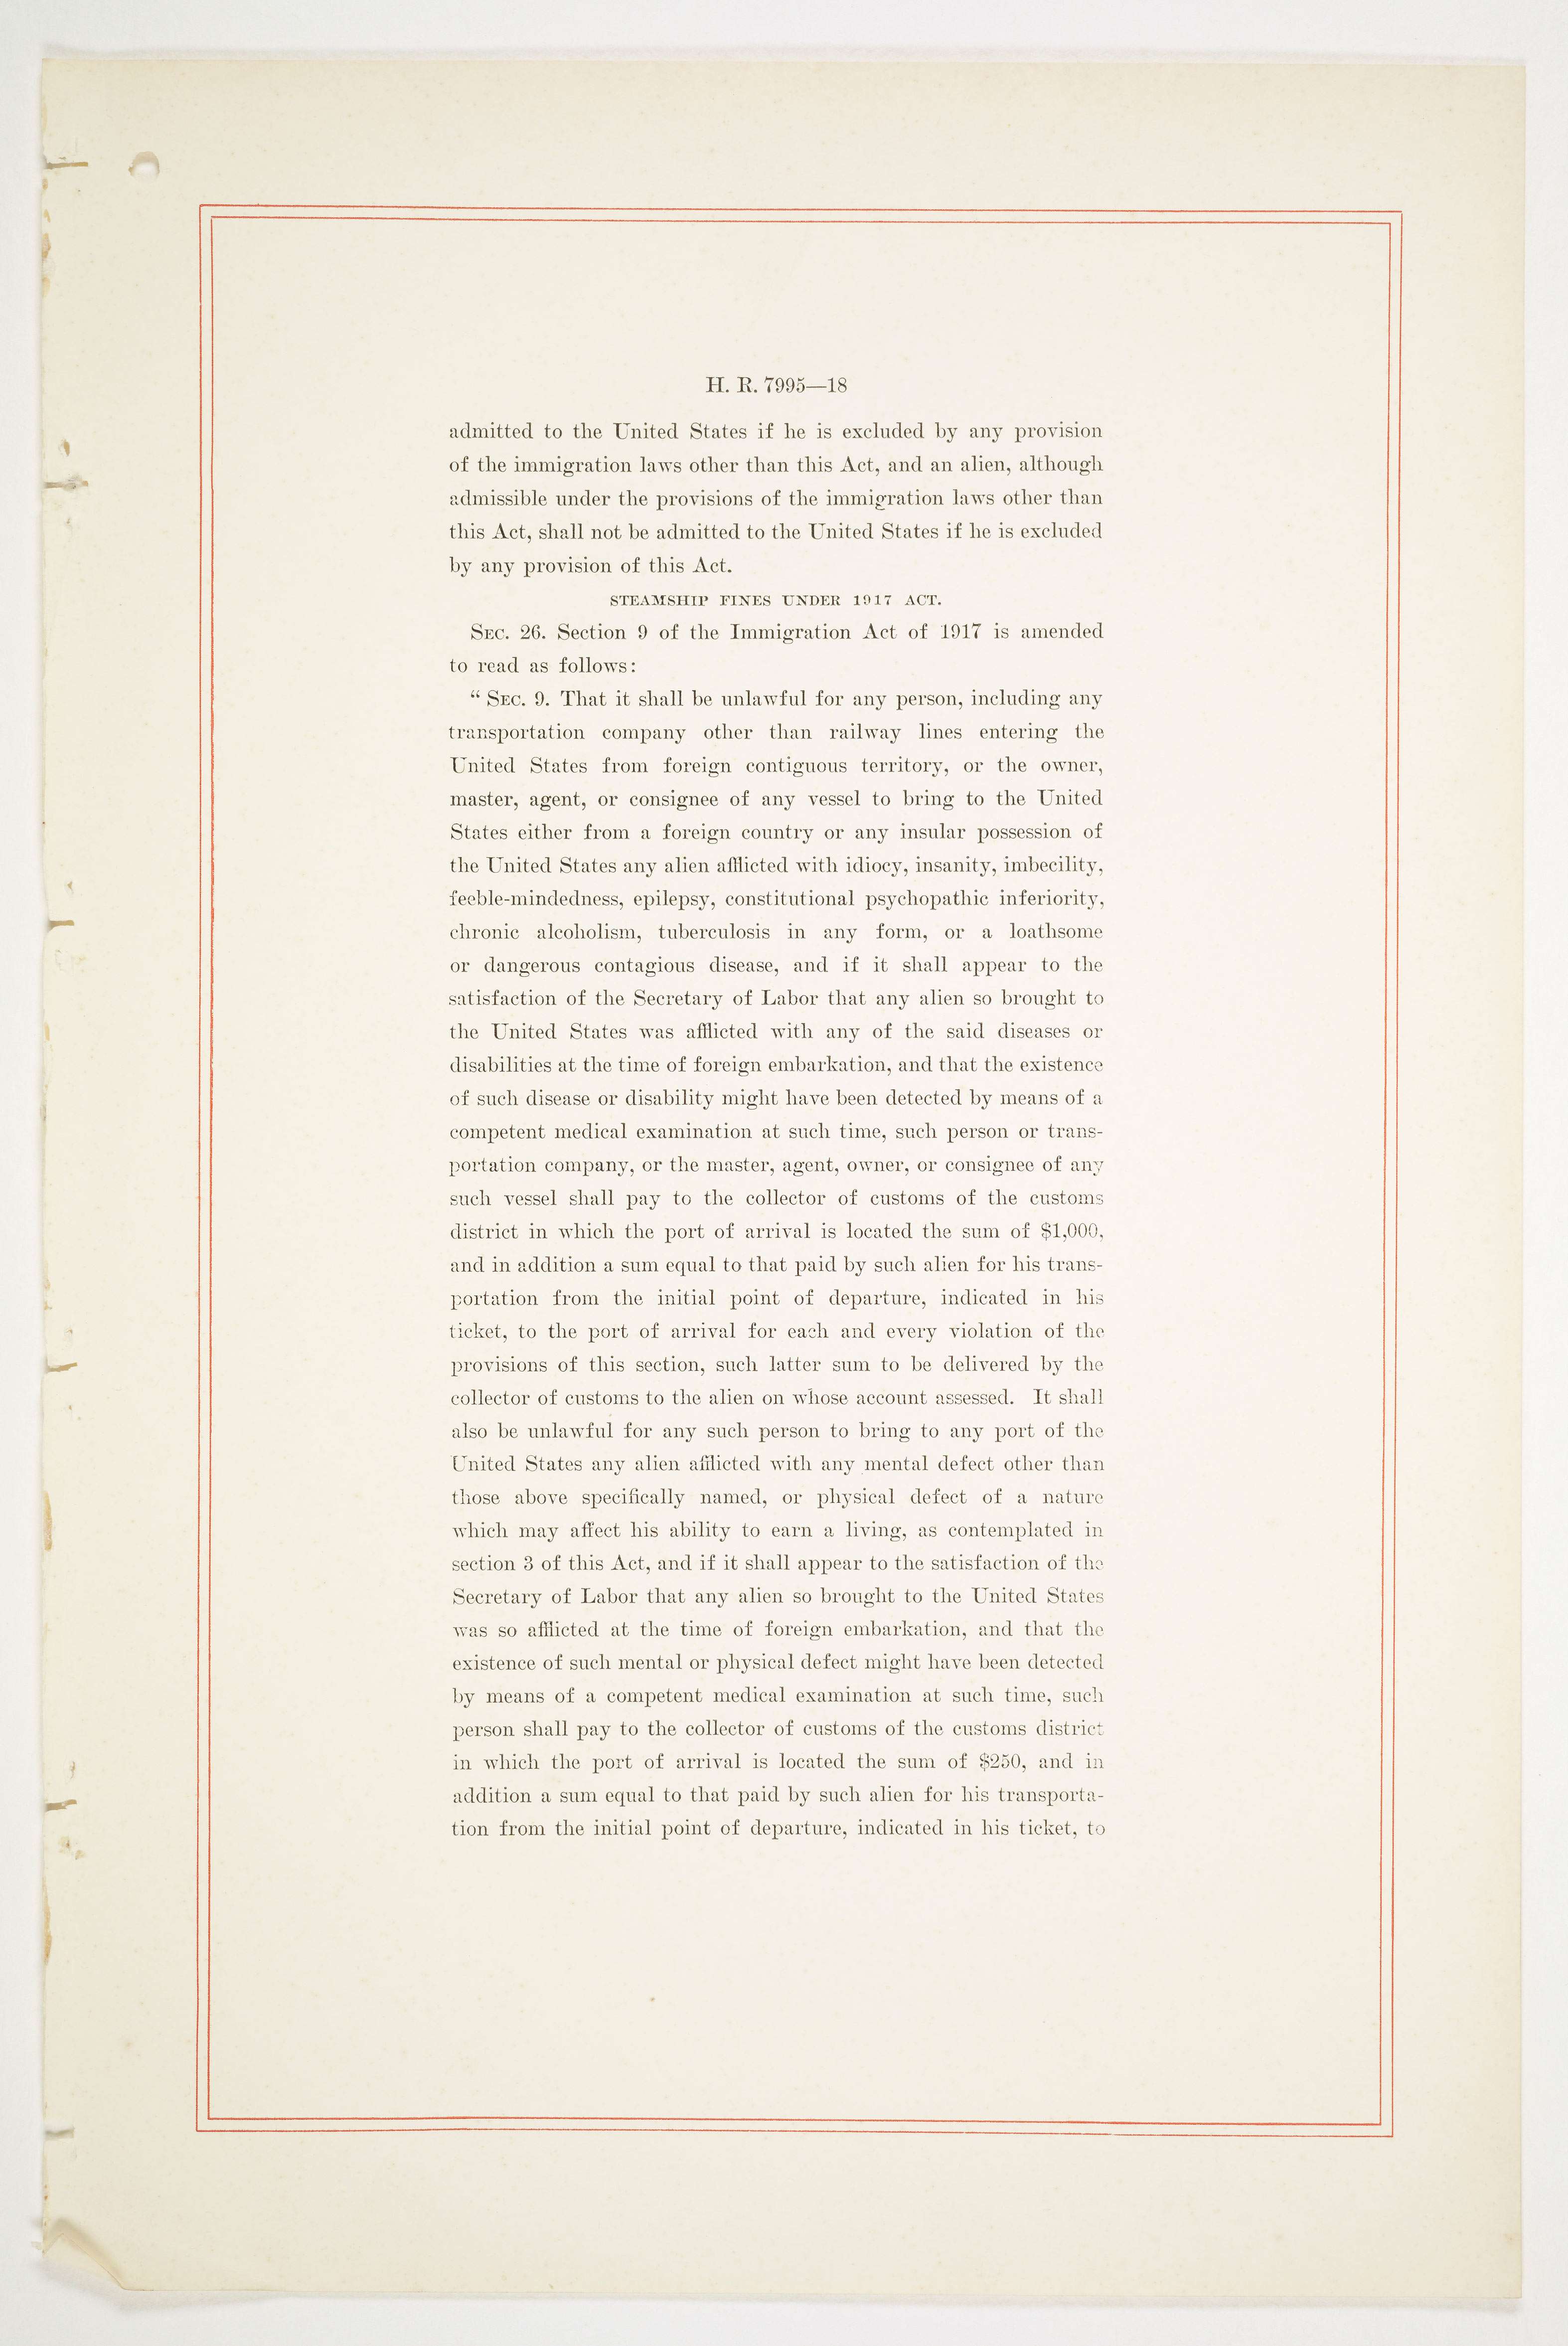 H. R. 7995—18
admitted to the United States if he is excluded by any provision
of the immigration laws other than this Act, and an alien, although
admissible under the provisions of the immigration laws other than
this Act, shall not be admitted to the United States if he is excluded
by any provision of this Act.
STEAMSHIP FINES UNDER 1917 ACT.
SEC. 26. Section 9 of the Immigration Act of 1917 is amended
to read as follows:
“ SEC. 9. That it shall be unlawful for any person, including any
transportation company other than railway lines entering the
United States from foreign contiguous territory, or the owner,
master, agent, or consignee of any vessel to bring to the United
States either from a foreign country or any insular possession of
the United States any alien afflicted with idiocy, insanity, imbecility,
feeble-mindedness, epilepsy, constitutional psychopathic inferiority,
chronic alcoholism, tuberculosis in any form, or a loathsome
or dangerous contagious disease, and if it shall appear to the
satisfaction of the Secretary of Labor that any alien so brought to
the United States was afflicted with any of the said diseases or
disabilities at the time of foreign embarkation, and that the existence
of such disease or disability might have been detected by means of a
competent medical examination at such time, such person or trans-
portation company, or the master, agent, owner, or consignee of any
such vessel shall pay to the collector of customs of the customs
district in which the port of arrival is located the sum of $1,000,
and in addition a sum equal to that paid by such alien for his trans-
portation from the initial point of departure, indicated in his
ticket, to the port of arrival for each and every violation of the
provisions of this section, such latter sum to be delivered by the
collector of customs to the alien on whose account assessed. It shall
also be unlawful for any such person to bring to any port of the
United States any alien afflicted with any mental defect other than
those above specifically named, or physical defect of a nature
which may affect his ability to earn a living, as contemplated in
section 3 of this Act, and if it shall appear to the satisfaction of the
Secretary of Labor that any alien so brought to the United States
was so afflicted at the time of foreign embarkation, and that the
existence of such mental or physical defect might have been detected
by means of a competent medical examination at such time, such
person shall pay to the collector of customs of the customs district
in which the port of arrival is located the sum of $250, and in
addition a sum equal to that paid by such alien for his transporta-
tion from the initial point of departure, indicated in his ticket, to